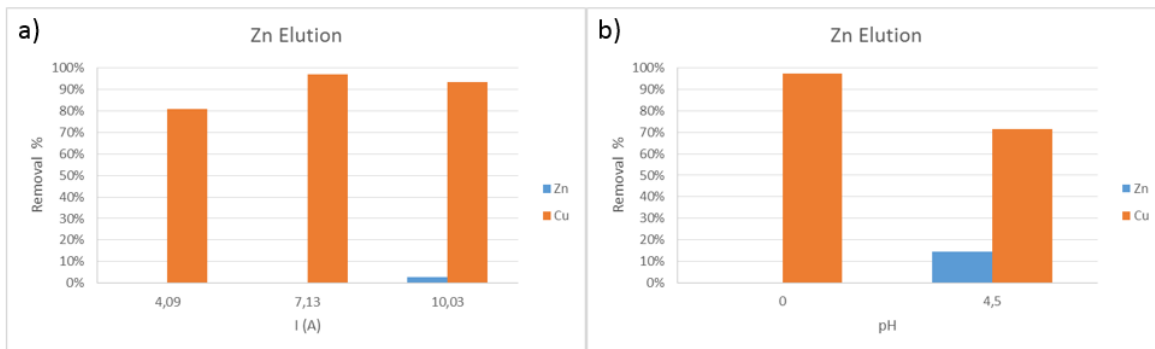 a)
Zn Elution
Removal %
100%
90%
80%
70%
60%
50%
40%
30%
20%
10%
0%
4,09 7,13 10,03
I (A)
Zn
Cu
b)
Zn Elution
Removal %
100%
90%
80%
70%
60%
50%
40%
30%
20%
10%
0%
0 4,5
pH
Zn
Cu